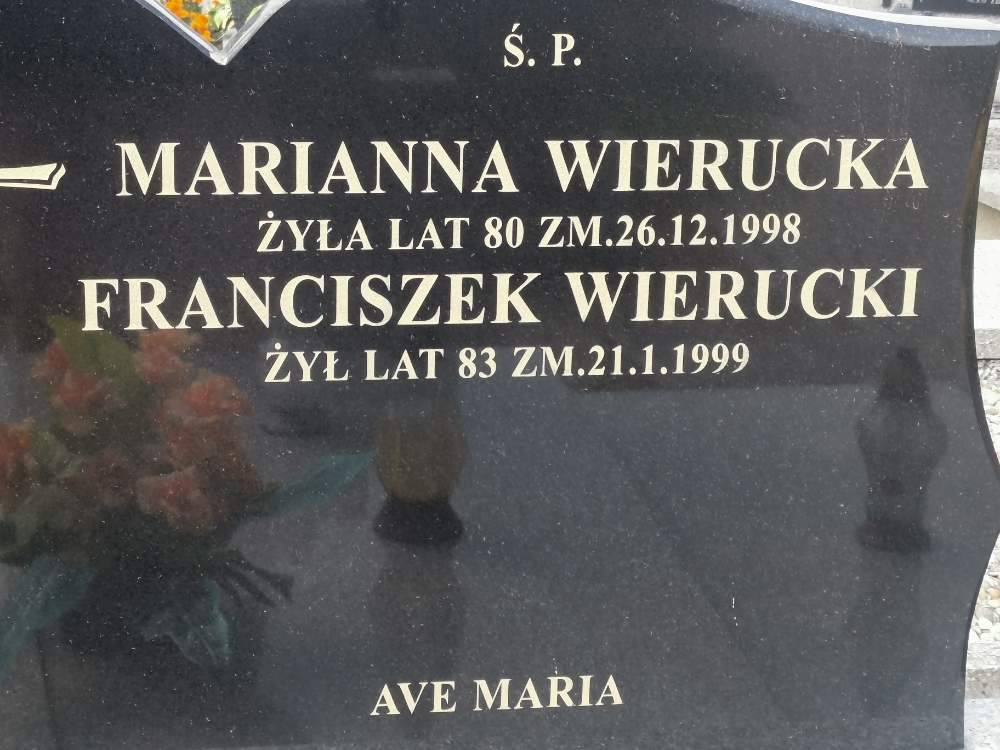 Ś. P.
MARIANNA WIERUCKA
ŻYŁA LAT 80 ZM.26.12.1998
FRANCISZEK WIERUCKI
ŻYŁ LAT 83 ZM.21.1.1999
AVE MARIA